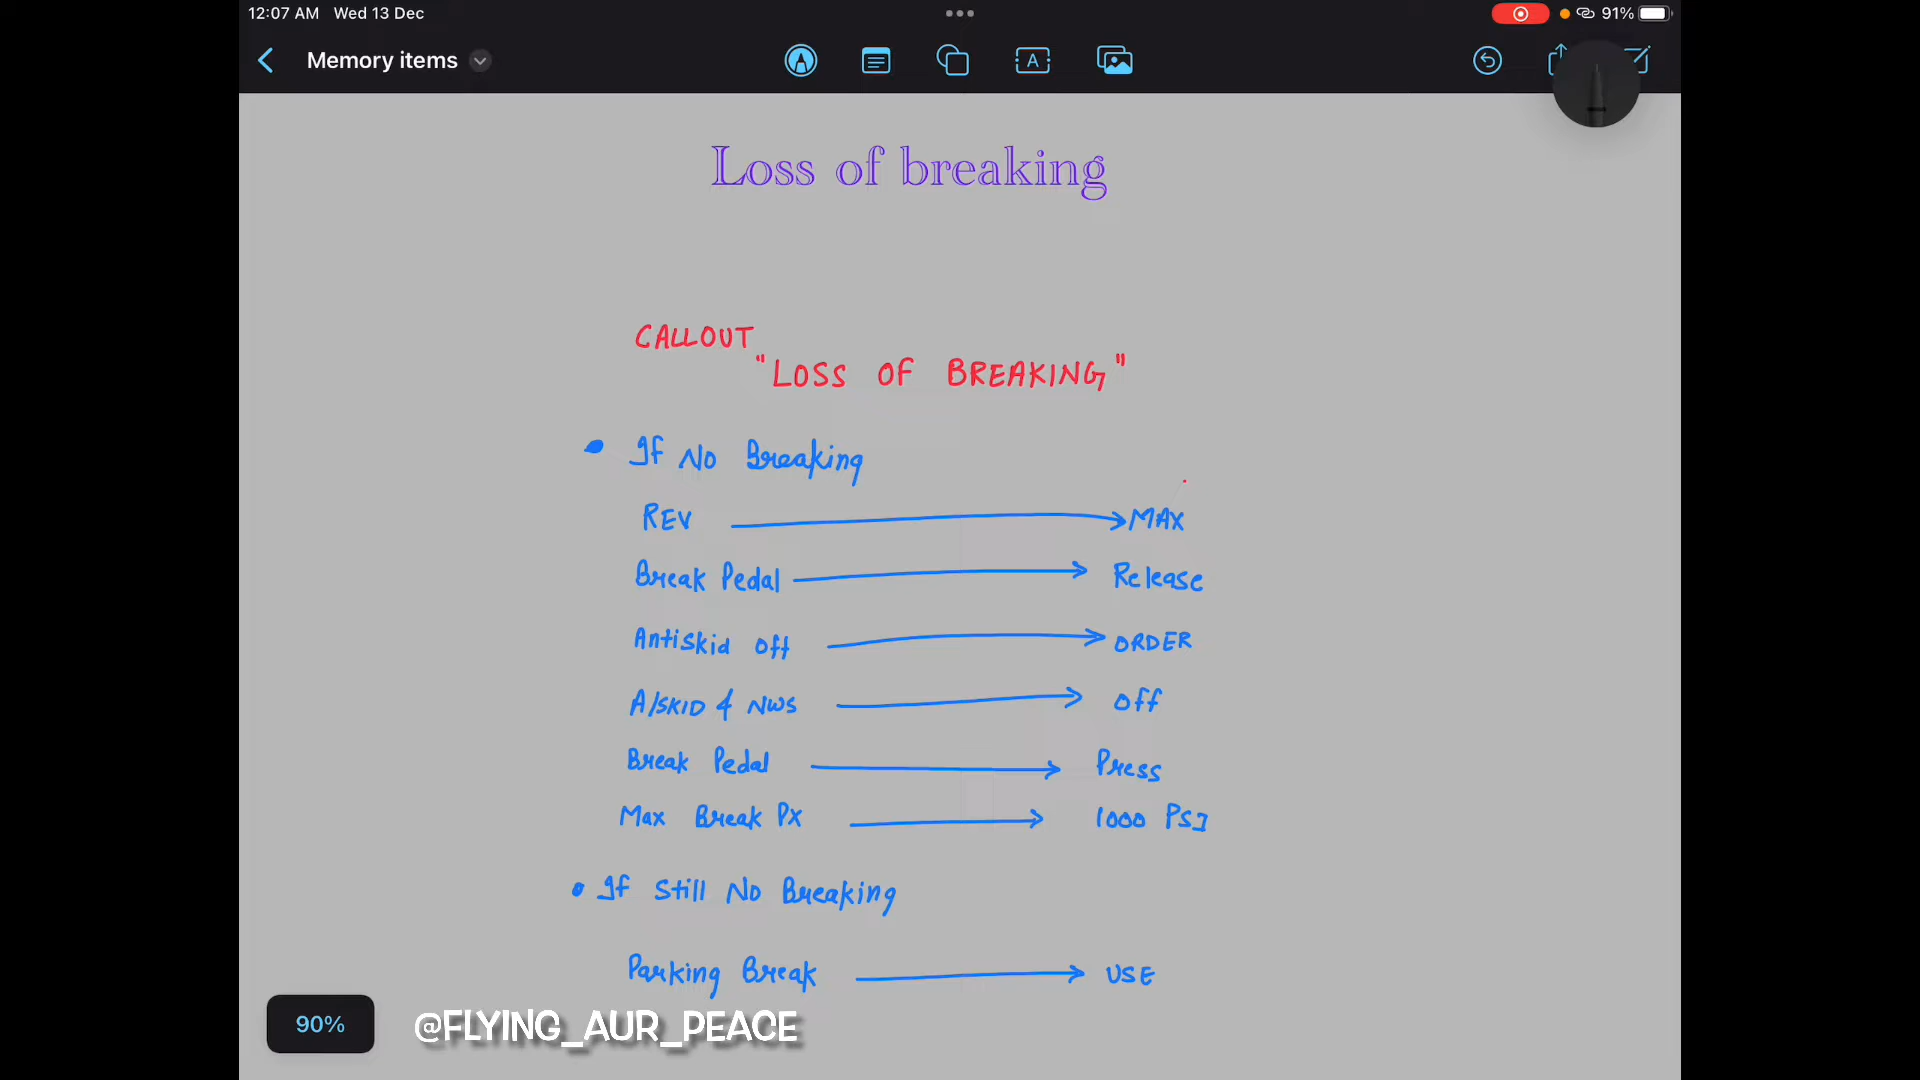 12:07 AM Wed 13 Dec
91%
Memory items
A
Loss of breaking
CALLOUT
"LOSS OF BREAKING"
If No Breaking
REV MAX
Break Pedal Release
Antiskid off ORDER
A/SKID & NWS Off
Break Pedal Press
Max Break Px 1000 PSI
If Still No Breaking
Parking Break USE
90%
@FLYING_AUR_PEACE